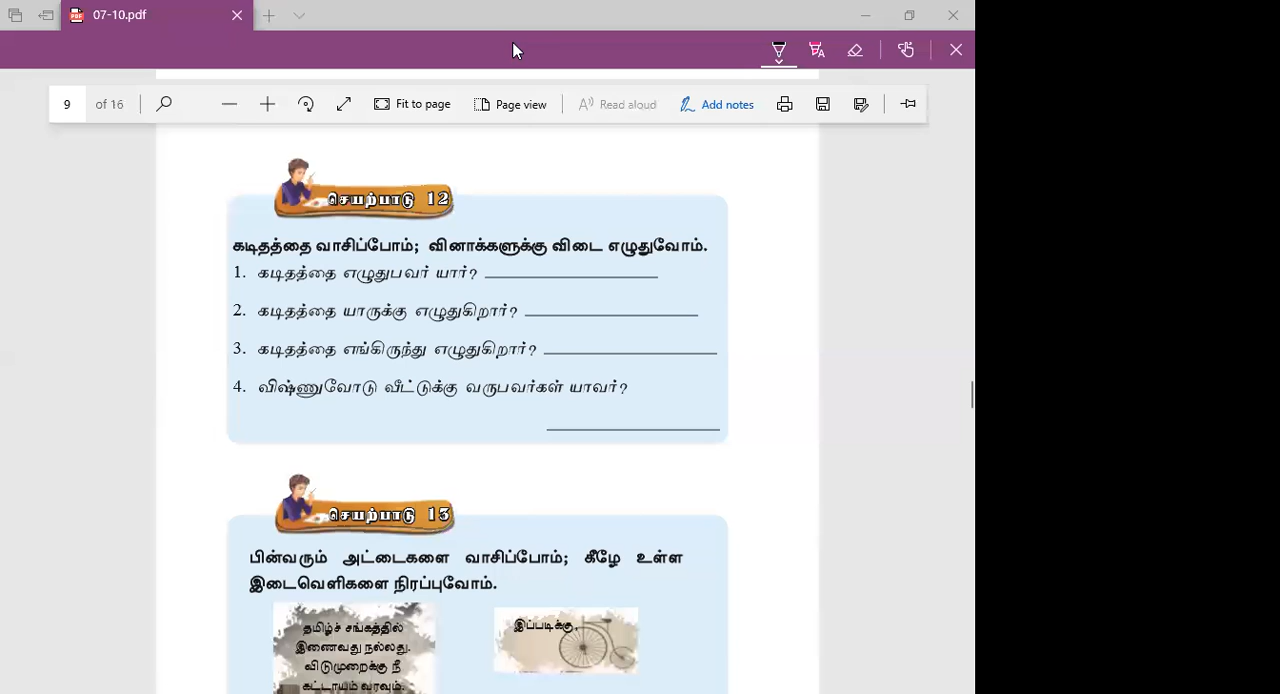 07-10.pdf
9 of 16 Fit to page Page view Read aloud Add notes
செயற்பாடு 12
கடிதத்தை வாசிப்போம்; வினாக்களுக்கு விடை எழுதுவோம்.
1. கடிதத்தை எழுதுபவர் யார்?
2. கடிதத்தை யாருக்கு எழுதுகிறார்?
3. கடிதத்தை எங்கிருந்து எழுதுகிறார்?
4. விஷ்ணுவோடு வீட்டுக்கு வருபவர்கள் யாவர்?
செயற்பாடு 13
பின்வரும் அட்டைகளை வாசிப்போம்; கீழே உள்ள
இடைவெளிகளை நிரப்புவோம்.
தமிழ்ச் சங்கத்தில்
இணைவது நல்லது.
விடுமுறைக்கு நீ
கட்டாயம் வரவும்.
இப்படிக்கு,